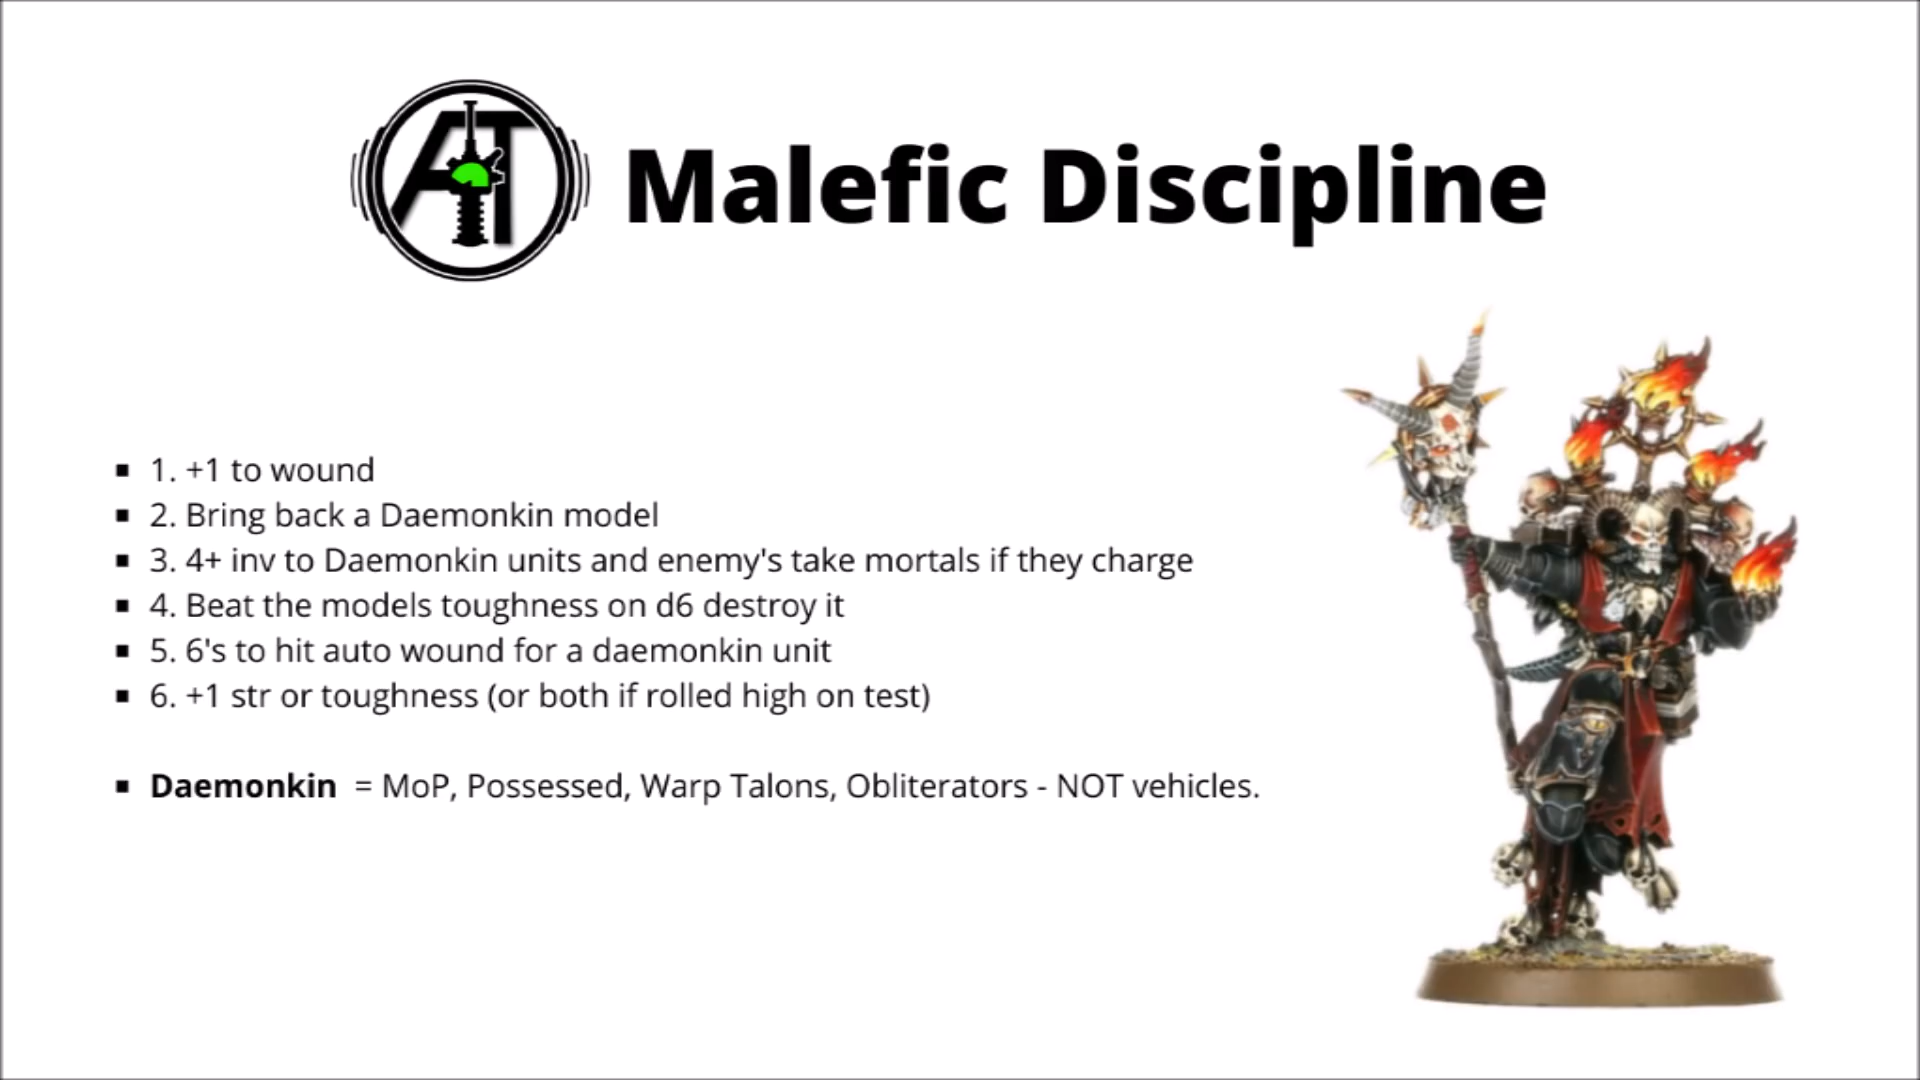 AT
Malefic Discipline
1. +1 to wound
2. Bring back a Daemonkin model
3. 4+ inv to Daemonkin units and enemy's take mortals if they charge
4. Beat the models toughness on d6 destroy it
5. 6's to hit auto wound for a daemonkin unit
6. +1 str or toughness (or both if rolled high on test)
Daemonkin = MoP, Possessed, Warp Talons, Obliterators - NOT vehicles.